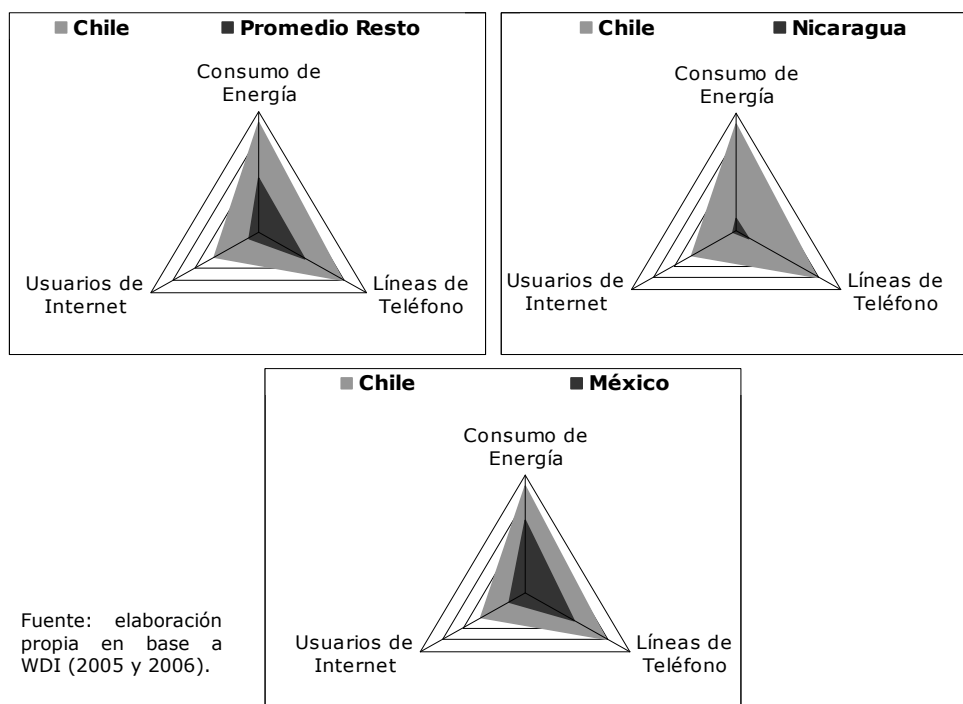 Chile Promedio Resto
Consumo de
Energía
Usuarios de
Internet
Líneas de
Teléfono
Chile Nicaragua
Consumo de
Energía
Usuarios de
Internet
Líneas de
Teléfono
Chile México
Consumo de
Energía
Usuarios de
Internet
Líneas de
Teléfono
Fuente: elaboración
propia en base a
WDI (2005 y 2006).